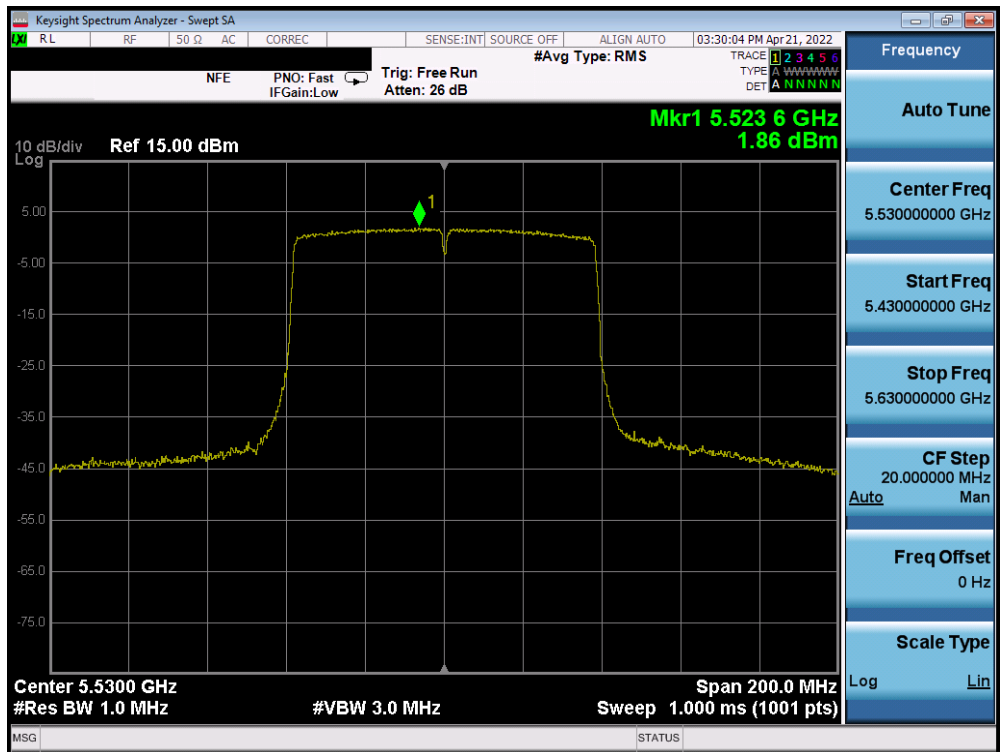 Keysight Spectrum Analyzer - Swept SA
LXI RL RF 50 Ω AC CORREC SENSE:INT SOURCE OFF ALIGN AUTO 03:30:04 PM Apr 21, 2022
NFE PNO: Fast Trig: Free Run #Avg Type: RMS TRACE 1 2 3 4 5 6
IFGain:Low Atten: 26 dB TYPE A WWWWW
DET A N N N N N
Mkr1 5.523 6 GHz
1.86 dBm
10 dB/div Ref 15.00 dBm
Log
1
5.00
-5.00
-15.0
-25.0
-35.0
-45.0
-55.0
-65.0
-75.0
Center 5.5300 GHz Span 200.0 MHz
#Res BW 1.0 MHz #VBW 3.0 MHz Sweep 1.000 ms (1001 pts)
MSG STATUS
Frequency
Auto Tune
Center Freq
5.530000000 GHz
Start Freq
5.430000000 GHz
Stop Freq
5.630000000 GHz
CF Step
20.000000 MHz
Auto Man
Freq Offset
0 Hz
Scale Type
Log Lin